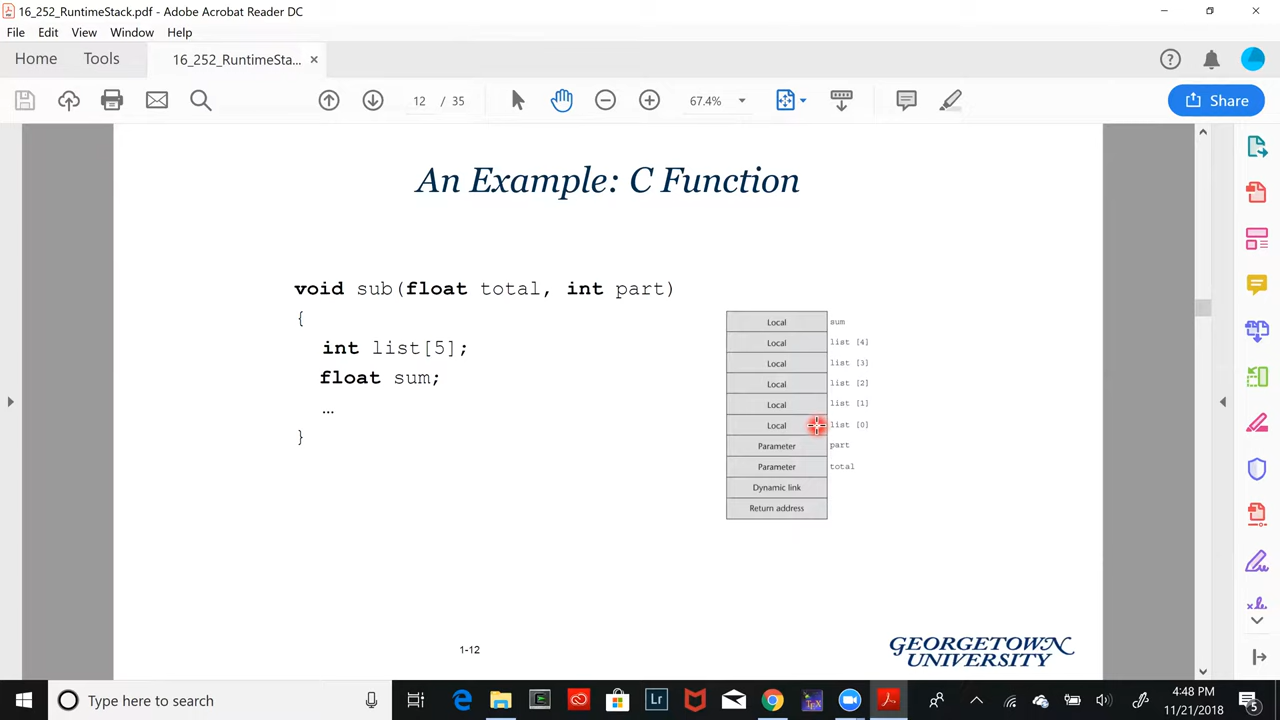 16_252_RuntimeStack.pdf - Adobe Acrobat Reader DC
File Edit View Window Help
Home Tools 16_252_RuntimeSta... ×
12 / 35 67.4% Share
An Example: C Function
void sub(float total, int part)
{
int list[5];
float sum;
…
}
Local sum
Local list [4]
Local list [3]
Local list [2]
Local list [1]
Local list [0]
Parameter part
Parameter total
Dynamic link
Return address
1-12
GEORGETOWN
UNIVERSITY
Type here to search
4:48 PM
11/21/2018
5